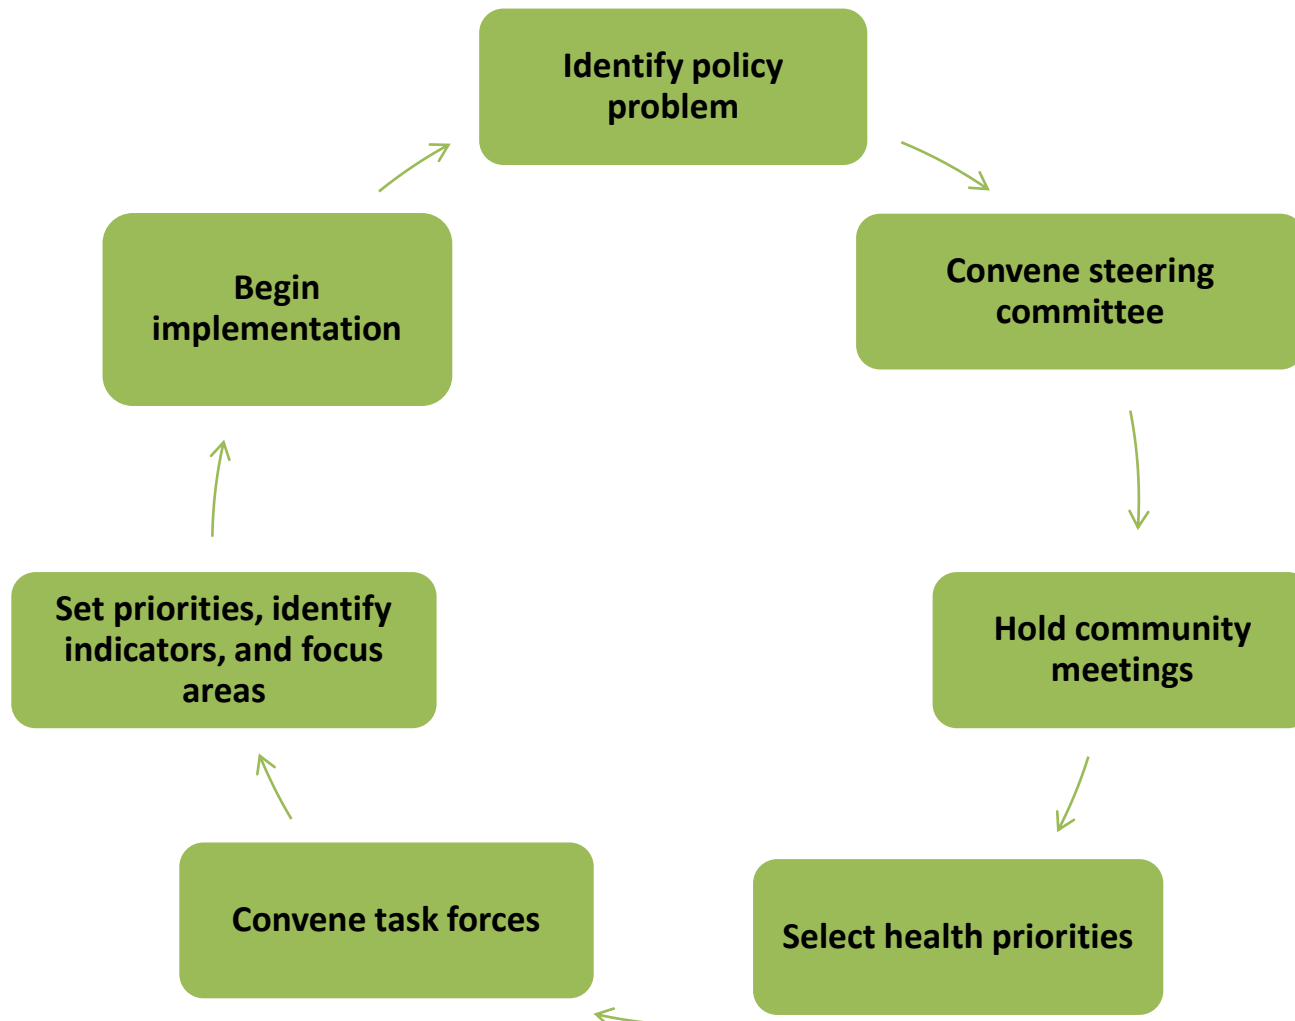 Identify policy
problem
Convene steering
committee
Hold community
meetings
Select health priorities
Convene task forces
Set priorities, identify
indicators, and focus
areas
Begin
implementation